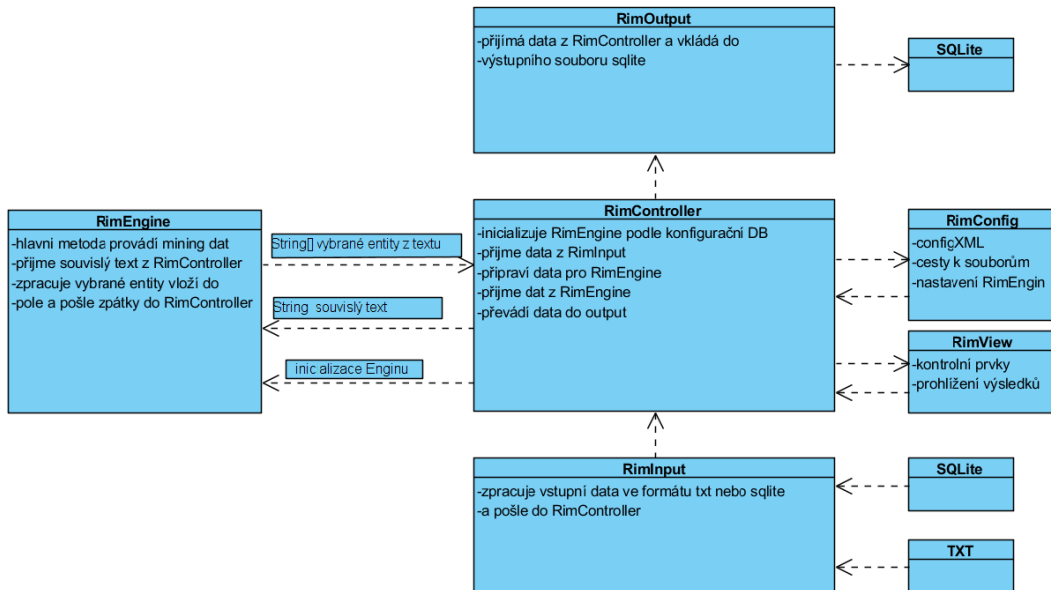 RimOutput
-přijímá data z RimController a vkládá do
-výstupního souboru sqlite
SQLite
RimEngine
-hlavni metoda provádí mining dat
-přijme souvislý text z RimController
-zpracuje vybrané entity vloží do
-pole a pošle zpátky do RimController
String[] vybrané entity z textu
String souvislý text
inic alizace Enginu
RimController
-inicializuje RimEngine podle konfigurační DB
-přijme data z RimInput
-připraví data pro RimEngine
-přijme dat z RimEngine
-převádí data do output
RimConfig
-configXML
-cesty k souborům
-nastavení RimEngin
RimView
-kontrolní prvky
-prohlížení výsledků
RimInput
-zpracuje vstupní data ve formátu txt nebo sqlite
-a pošle do RimController
SQLite
TXT